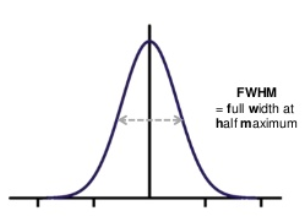 FWHM
= full width at
half maximum